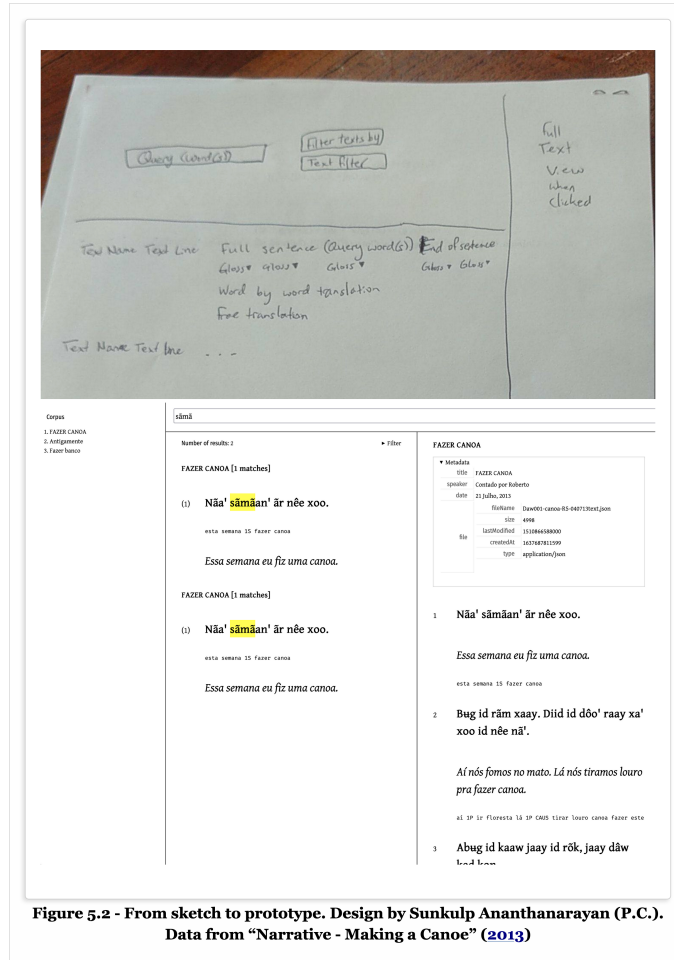 Query (word(s))
Filter texts by
Text filter
full
Text
View
when
clicked
Text Name Text Line Full sentence (Query word(s)) End of sentence
Gloss▾ gloss▾ Gloss▾ Gloss▾ Gloss▾
Word by word translation
free translation
Text Name Text line ...
Corpus
1. FAZER CANOA
2. Antigamente
3. Fazer banco
sãmã
Number of results: 2
▸ Filter
FAZER CANOA [1 matches]
(1) Nãa' sãmãan' ãr nêe xoo.
esta semana 1S fazer canoa
Essa semana eu fiz uma canoa.
FAZER CANOA [1 matches]
(1) Nãa' sãmãan' ãr nêe xoo.
esta semana 1S fazer canoa
Essa semana eu fiz uma canoa.
FAZER CANOA
▾ Metadata
title FAZER CANOA
speaker Contado por Roberto
date 21 Julho, 2013
file
fileName Daw001-canoa-RS-040713text.json
size 4998
lastModified 1510866588000
createdAt 1637687811599
type application/json
1 Nãa' sãmãan' ãr nêe xoo.
Essa semana eu fiz uma canoa.
esta semana 1S fazer canoa
2 Bʉg id rãm xaay. Diid id dôo' raay xa'
xoo id nêe nã'.
Aí nós fomos no mato. Lá nós tiramos louro
pra fazer canoa.
aí 1P ir floresta lá 1P CAUS tirar louro canoa fazer este
3 Abʉg id kaaw jaay id rõk, jaay dâw
Figure 5.2 - From sketch to prototype. Design by Sunkulp Ananthanarayan (P.C.).
Data from “Narrative - Making a Canoe” (2013)